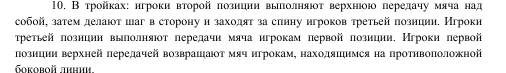 10. В тройках: игроки второй позиции выполняют верхнюю передачу мяча над
собой, затем делают шаг в сторону и заходят за спину игроков третьей позиции. Игроки
третьей позиции выполняют передачи мяча игрокам первой позиции. Игроки первой
позиции верхней передачей возвращают мяч игрокам, находящимся на противоположной
боковой линии.